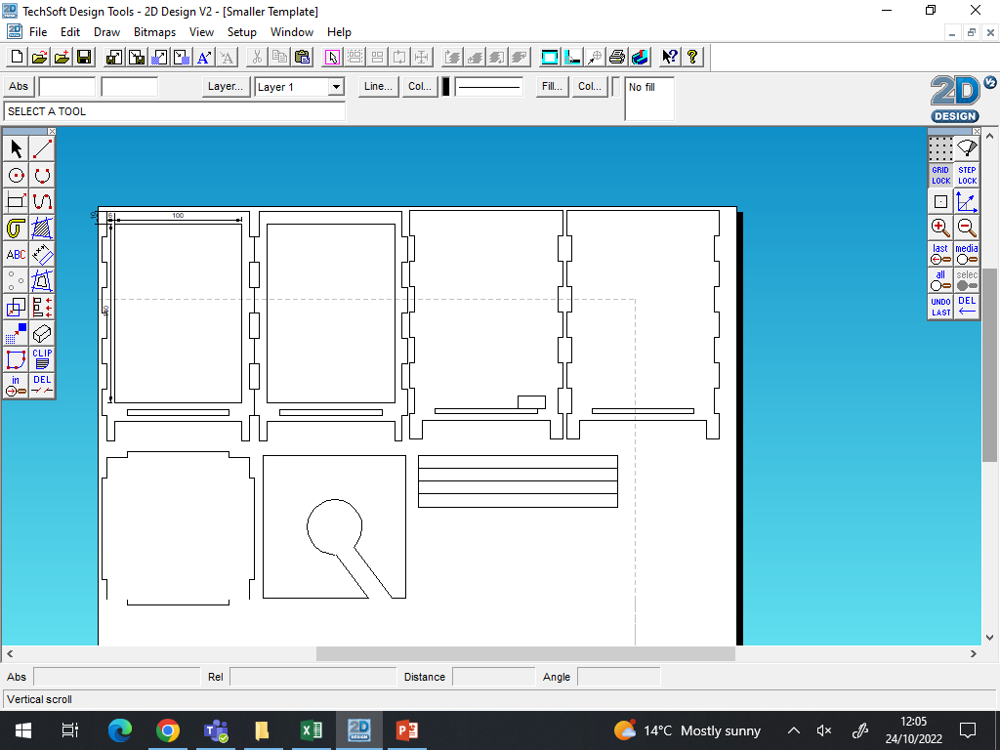 TechSoft Design Tools - 2D Design V2 - [Smaller Template]
File Edit Draw Bitmaps View Setup Window Help
Abs Layer... Layer 1 Line... Col... Fill... Col... No fill
SELECT A TOOL
2D V2
DESIGN
ABC
CLIP
in DEL
GRID LOCK STEP LOCK
last media
all selec
UNDO LAST DEL
6 100
140
Abs Rel Distance Angle
Vertical scroll
14°C Mostly sunny
12:05
24/10/2022